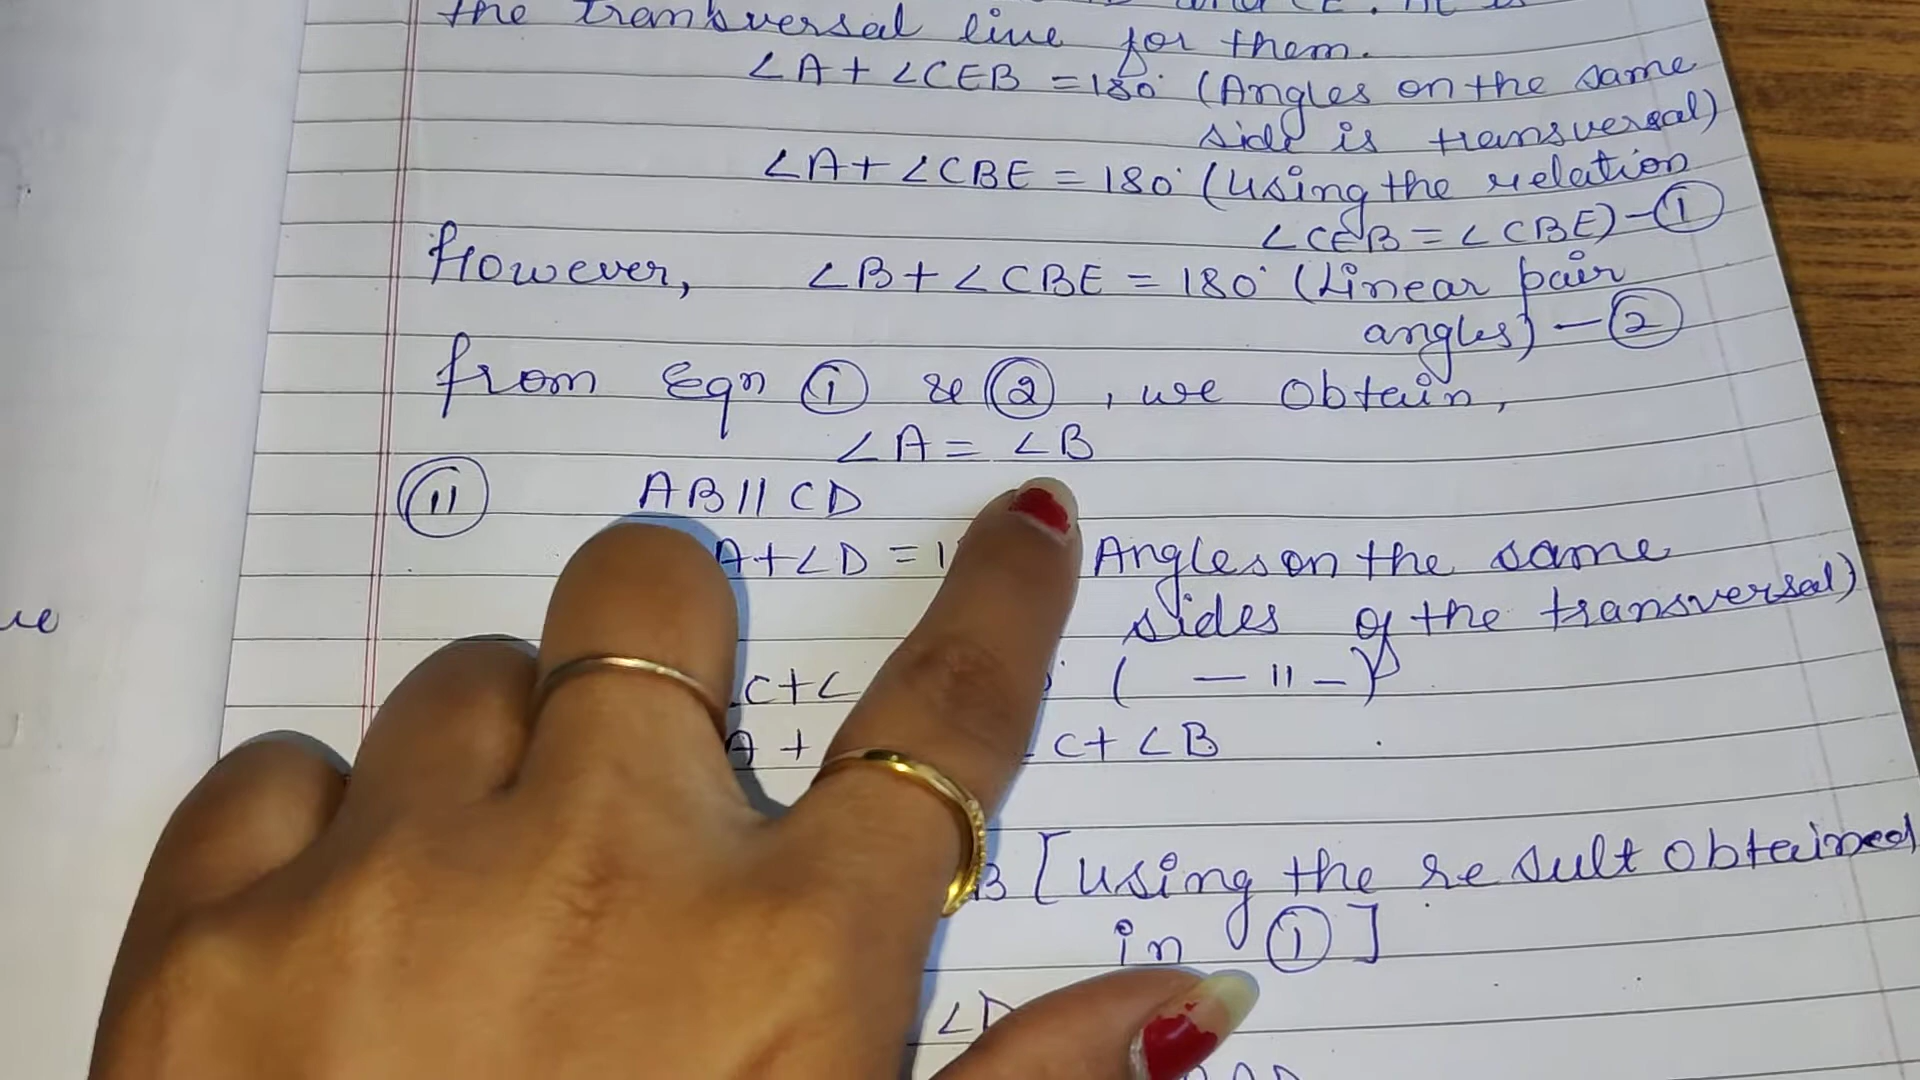 the transversal line for them.
∠A + ∠CEB = 180° (Angles on the same
side is transversal)
∠A + ∠CBE = 180° (Using the relation
∠CEB = ∠CBE) - ①
However, ∠B + ∠CBE = 180° (Linear pair
angles) - ②
from Eqn ① & ②, we obtain,
∠A = ∠B
(ii) AB || CD
A + ∠D = 1 Angles on the same
sides of the transversal)
C + ∠ ( — 11 — )
A + C + ∠B
B [using the result obtained
in ①]
∠D